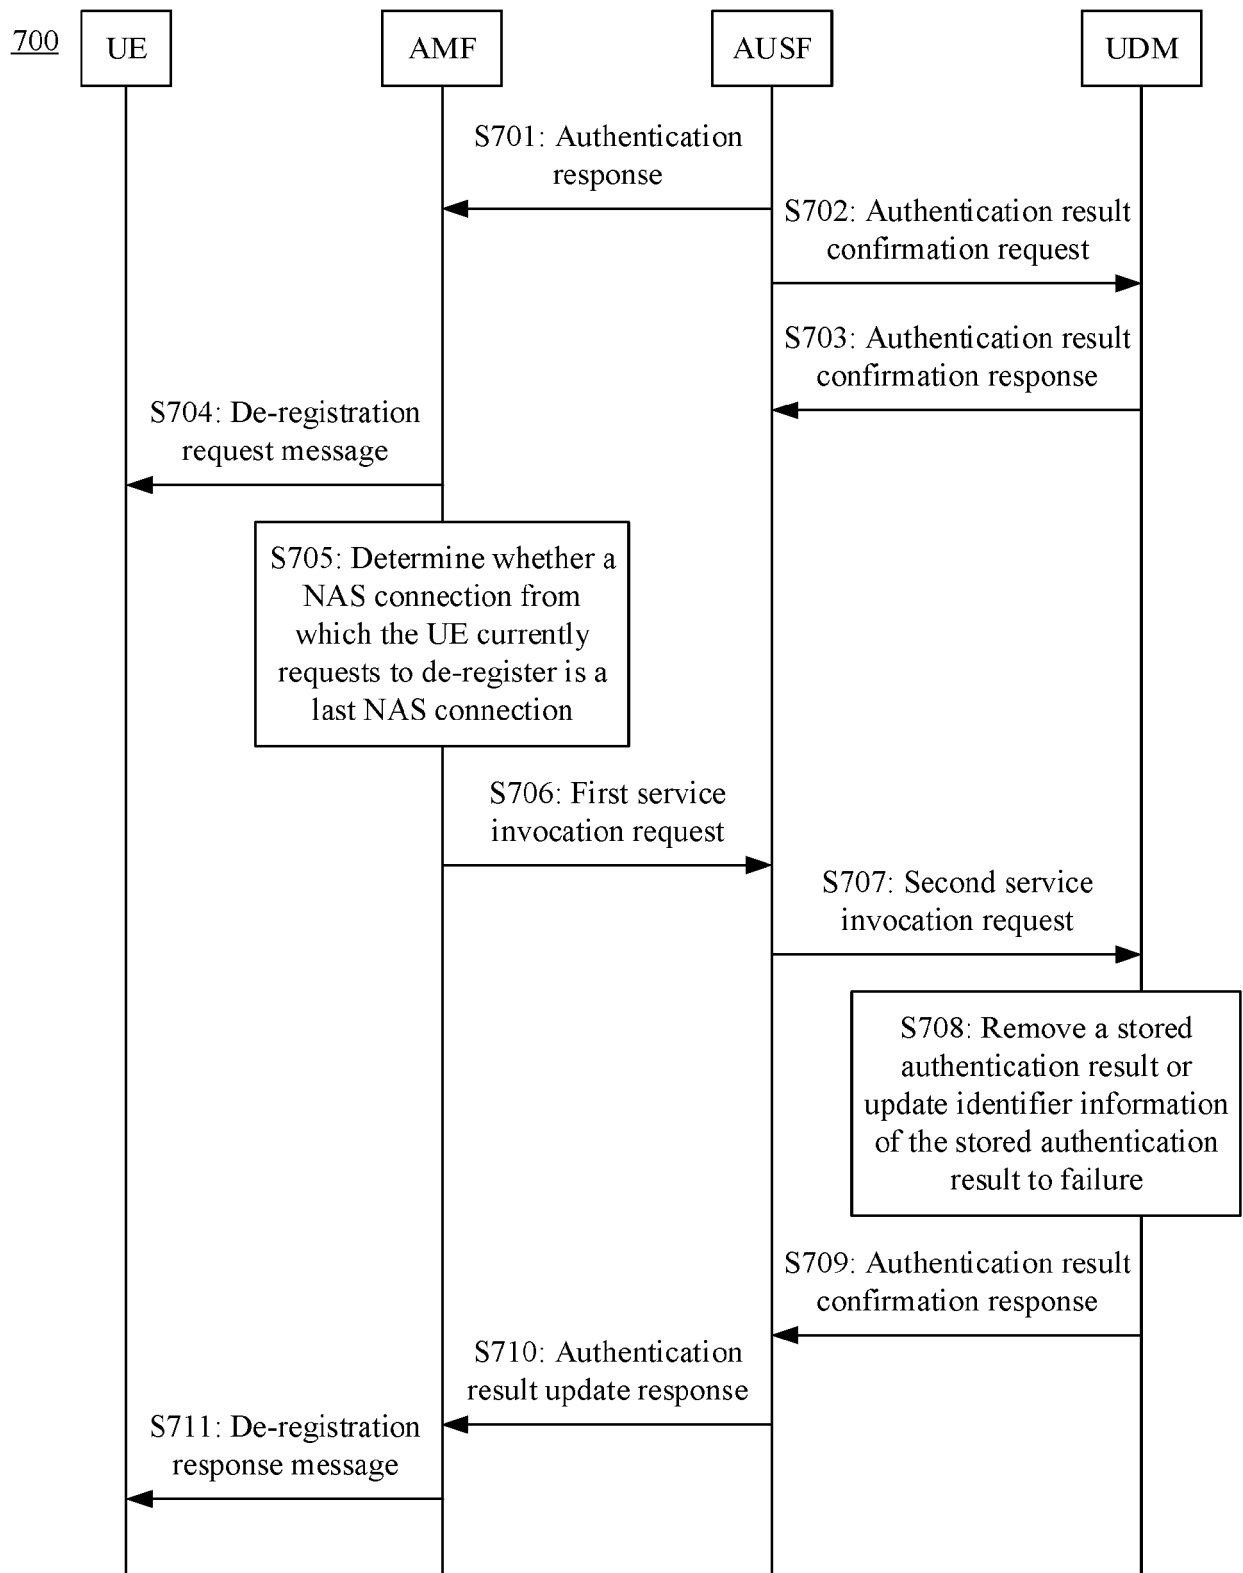 700
UE
AMF
AUSF
UDM
S701: Authentication
response
S702: Authentication result
confirmation request
S703: Authentication result
confirmation response
S704: De-registration
request message
S705: Determine whether a
NAS connection from
which the UE currently
requests to de-register is a
last NAS connection
S706: First service
invocation request
S707: Second service
invocation request
S708: Remove a stored
authentication result or
update identifier information
of the stored authentication
result to failure
S709: Authentication result
confirmation response
S710: Authentication
result update response
S711: De-registration
response message